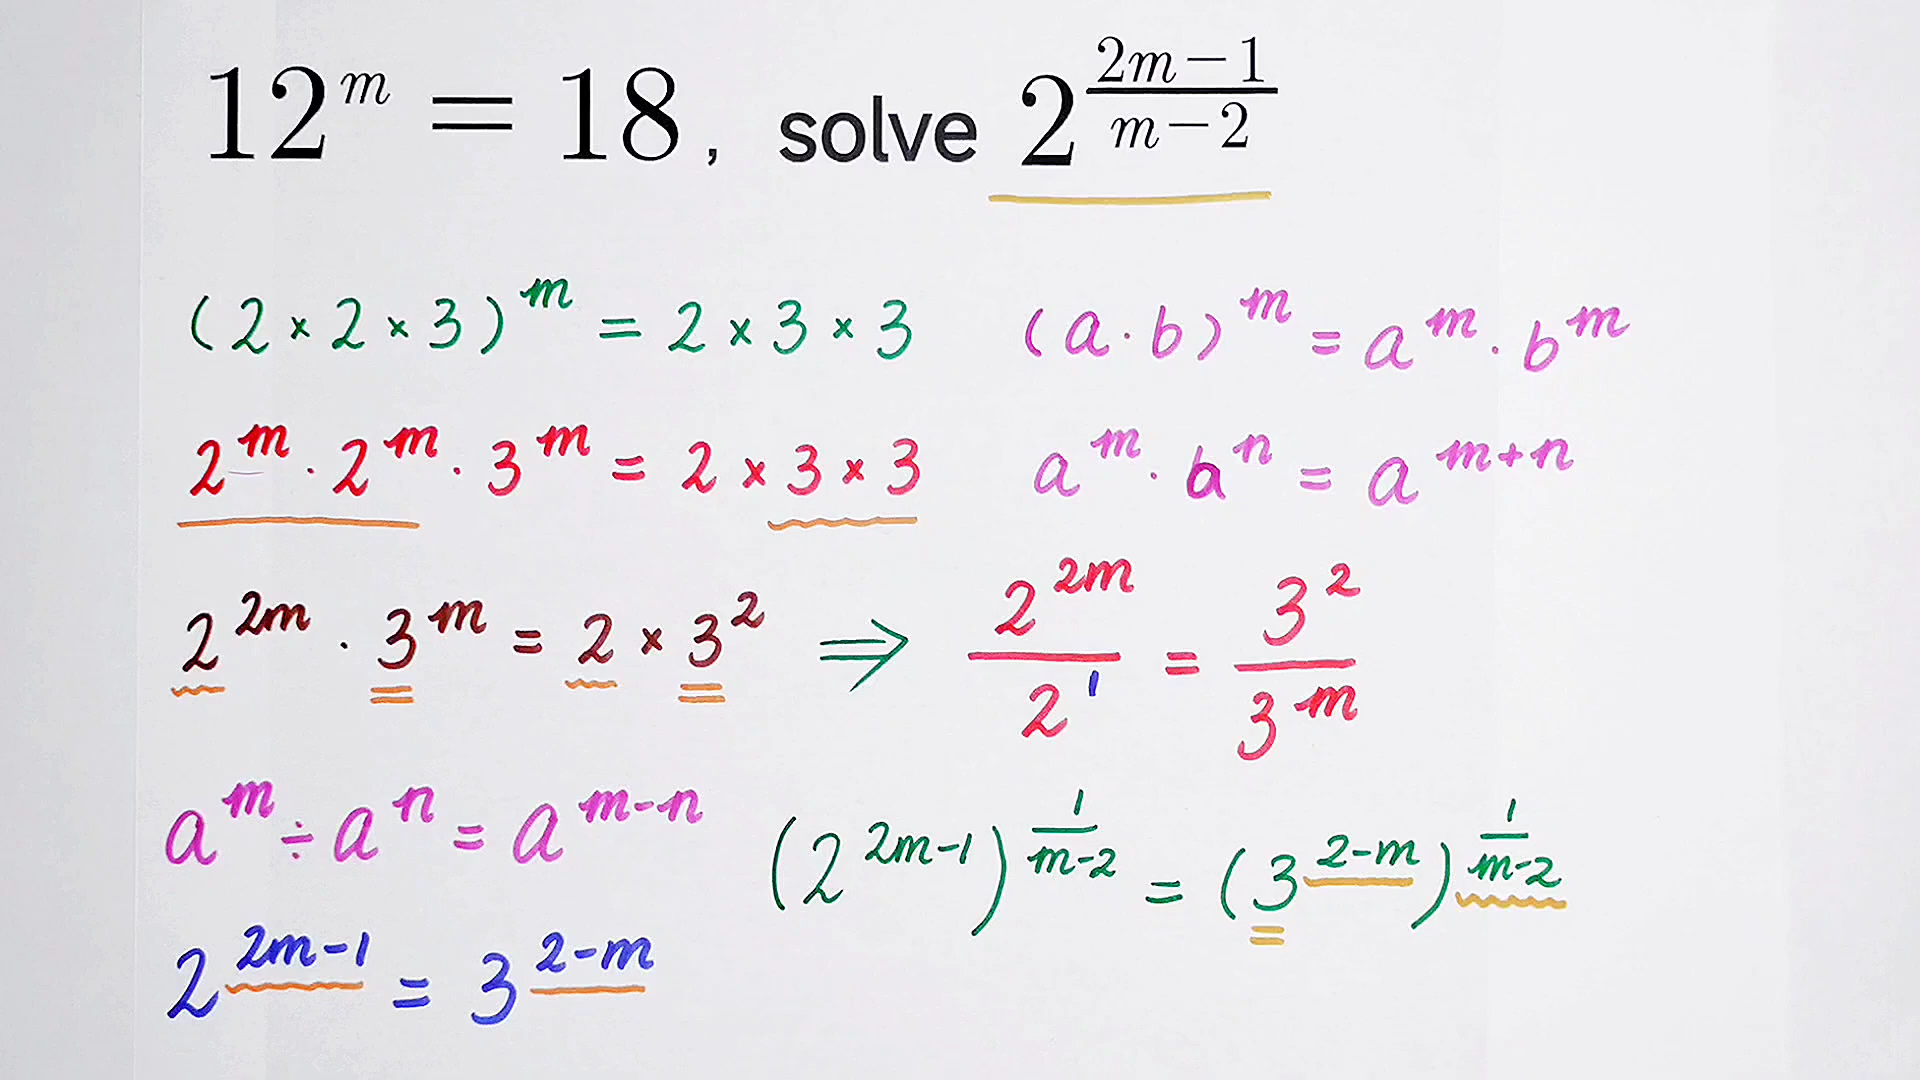 12^m = 18, solve 2^((2m-1)/(m-2))
(2×2×3)^m = 2×3×3
(a·b)^m = a^m · b^m
2^m · 2^m · 3^m = 2×3×3
a^m · a^n = a^(m+n)
2^(2m) · 3^m = 2×3^2 ⇒ 2^(2m)/2^1 = 3^2/3^m
a^m ÷ a^n = a^(m-n)
(2^(2m-1))^(1/(m-2)) = (3^(2-m))^(1/(m-2))
2^(2m-1) = 3^(2-m)